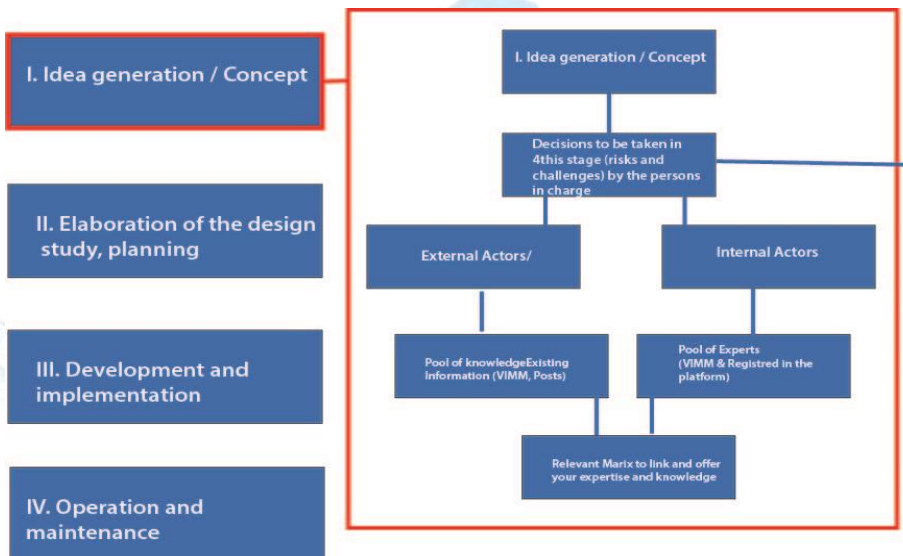 I. Idea generation / Concept
II. Elaboration of the design
study, planning
III. Development and
implementation
IV. Operation and
maintenance
I. Idea generation / Concept
Decisions to be taken in
4this stage (risks and
challenges) by the persons
in charge
External Actors/
Internal Actors
Pool of knowledgeExisting
Information (VIMM, Posts)
Pool of Experts
(VIMM & Registred in the
platform)
Relevant Marix to link and offer
your expertise and knowledge